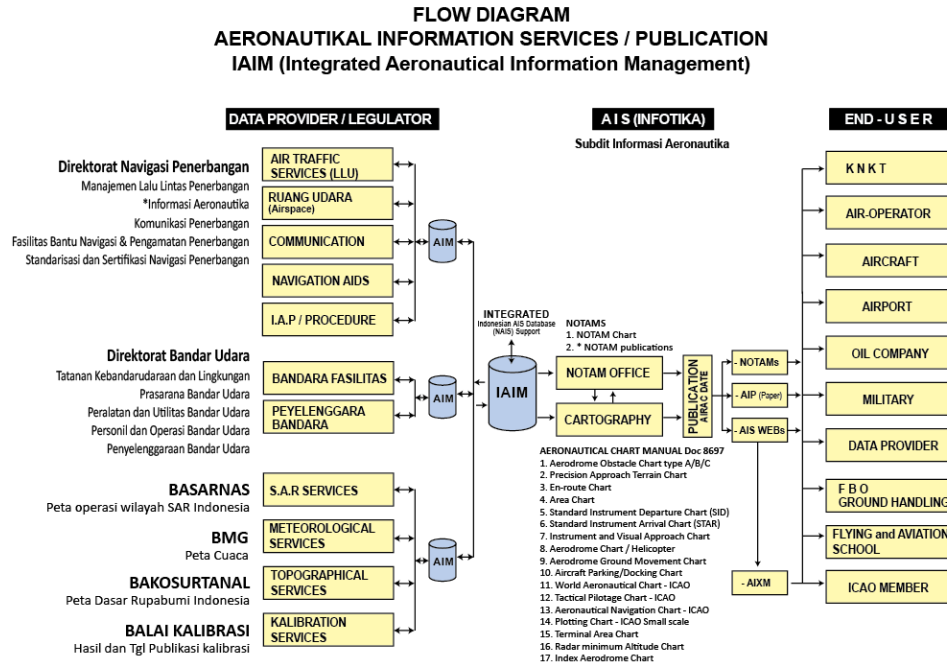 FLOW DIAGRAM
AERONAUTIKAL INFORMATION SERVICES / PUBLICATION
IAIM (Integrated Aeronautical Information Management)
DATA PROVIDER / LEGULATOR
Direktorat Navigasi Penerbangan
Manajemen Lalu Lintas Penerbangan
*Informasi Aeronautika
Komunikasi Penerbangan
Fasilitas Bantu Navigasi & Pengamatan Penerbangan
Standarisasi dan Sertifikasi Navigasi Penerbangan
AIR TRAFFIC
SERVICES (LLU)
RUANG UDARA
(Airspace)
COMMUNICATION
NAVIGATION AIDS
I.A.P / PROCEDURE
AIM
Direktorat Bandar Udara
Tatanan Kebandarudaraan dan Lingkungan
Prasarana Bandar Udara
Peralatan dan Utilitas Bandar Udara
Personil dan Operasi Bandar Udara
Penyelenggaraan Bandar Udara
BANDARA FASILITAS
PEYELENGGARA
BANDARA
AIM
BASARNAS
Peta operasi wilayah SAR Indonesia
BMG
Peta Cuaca
BAKOSURTANAL
Peta Dasar Rupabumi Indonesia
BALAI KALIBRASI
Hasil dan Tgl Publikasi kalibrasi
S.A.R SERVICES
METEOROLOGICAL
SERVICES
TOPOGRAPHICAL
SERVICES
KALIBRATION
SERVICES
AIM
A I S (INFOTIKA)
Subdit Informasi Aeronautika
INTEGRATED
Indonesian AIS Database
(NAIS) Support
IAIM
NOTAMS
1. NOTAM Chart
2. * NOTAM publications
NOTAM OFFICE
CARTOGRAPHY
PUBLICATION
AIRAC DATE
- NOTAMs
- AIP (Paper)
- AIS WEBs
- AIXM
AERONAUTICAL CHART MANUAL Doc 8697
1. Aerodrome Obstacle Chart type A/B/C
2. Precision Approach Terrain Chart
3. En-route Chart
4. Area Chart
5. Standard Instrument Departure Chart (SID)
6. Standard Instrument Arrival Chart (STAR)
7. Instrument and Visual Approach Chart
8. Aerodrome Chart / Helicopter
9. Aerodrome Ground Movement Chart
10. Aircraft Parking/Docking Chart
11. World Aeronautical Chart - ICAO
12. Tactical Pilotage Chart - ICAO
13. Aeronautical Navigation Chart - ICAO
14. Plotting Chart - ICAO Small scale
15. Terminal Area Chart
16. Radar minimum Altitude Chart
17. Index Aerodrome Chart
END - U S E R
K N K T
AIR-OPERATOR
AIRCRAFT
AIRPORT
OIL COMPANY
MILITARY
DATA PROVIDER
F B O
GROUND HANDLING
FLYING and AVIATION
SCHOOL
ICAO MEMBER